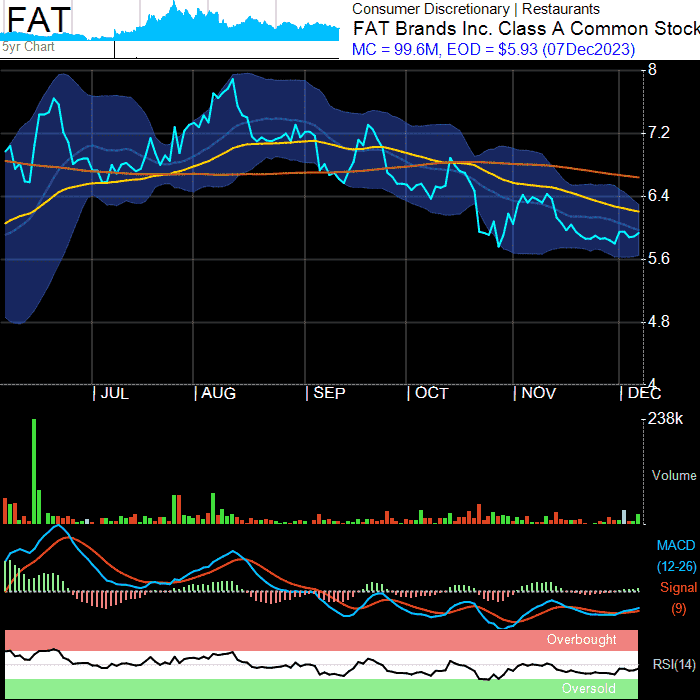 FAT
5yr Chart
Consumer Discretionary | Restaurants
FAT Brands Inc. Class A Common Stock
MC = 99.6M, EOD = $5.93 (07Dec2023)
8
7.2
6.4
5.6
4.8
4
JUL
AUG
SEP
OCT
NOV
DEC
238k
Volume
MACD
(12-26)
Signal
(9)
Overbought
RSI(14)
Oversold